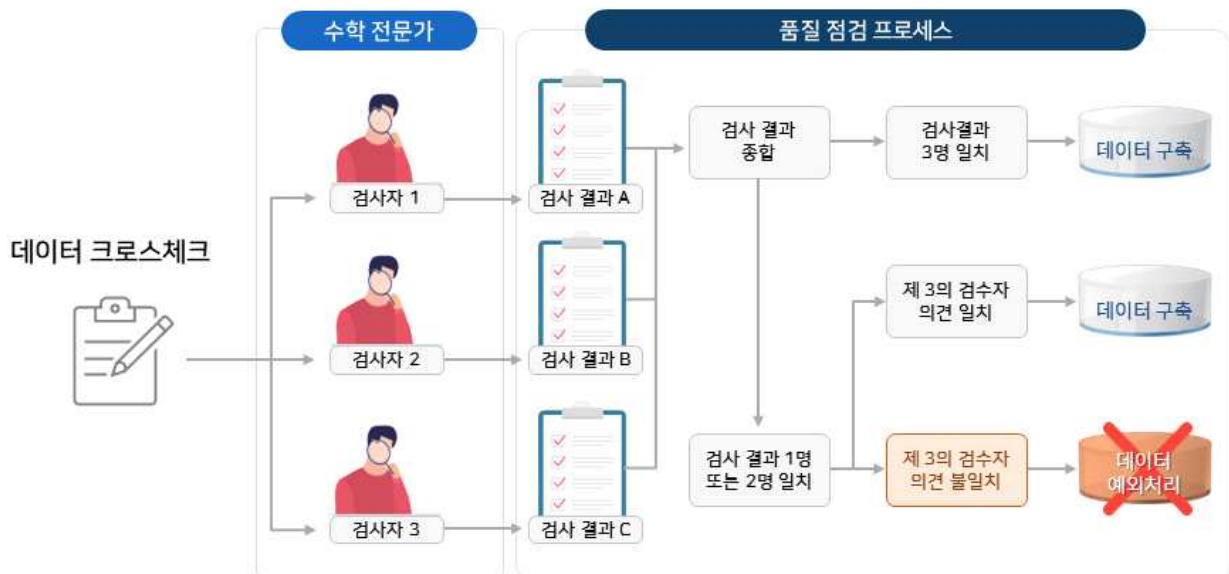 수학 전문가
품질 점검 프로세스
데이터 크로스체크
검사자 1
검사자 2
검사자 3
검사 결과 A
검사 결과 B
검사 결과 C
검사 결과
종합
검사결과
3명 일치
데이터 구축
제 3의 검수자
의견 일치
데이터 구축
검사 결과 1명
또는 2명 일치
제 3의 검수자
의견 불일치
데이터
예외처리